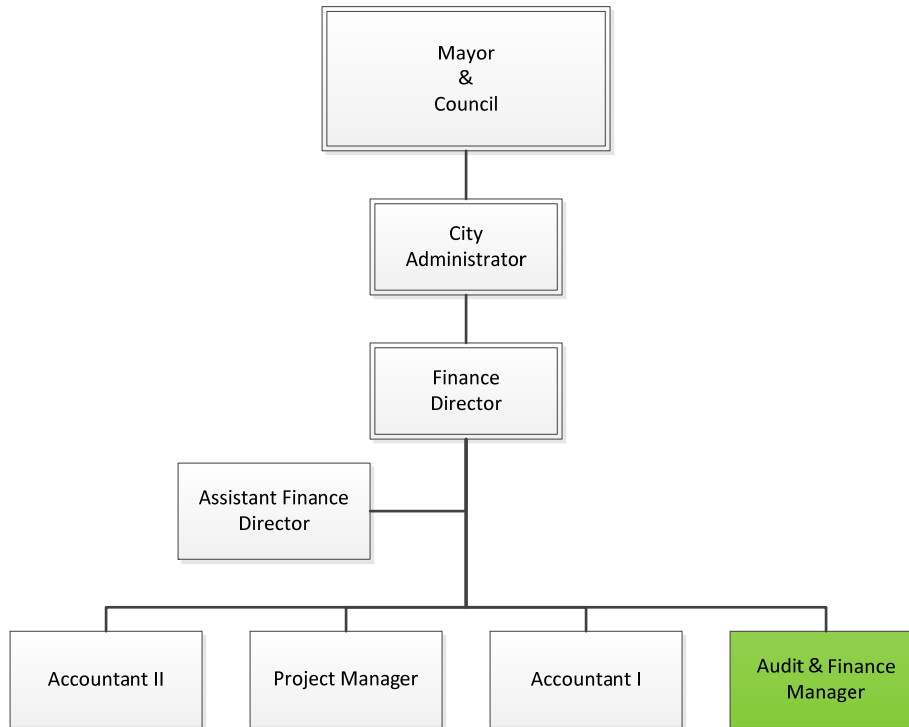 Mayor
&
Council
City
Administrator
Finance
Director
Assistant Finance
Director
Accountant II
Project Manager
Accountant I
Audit & Finance
Manager